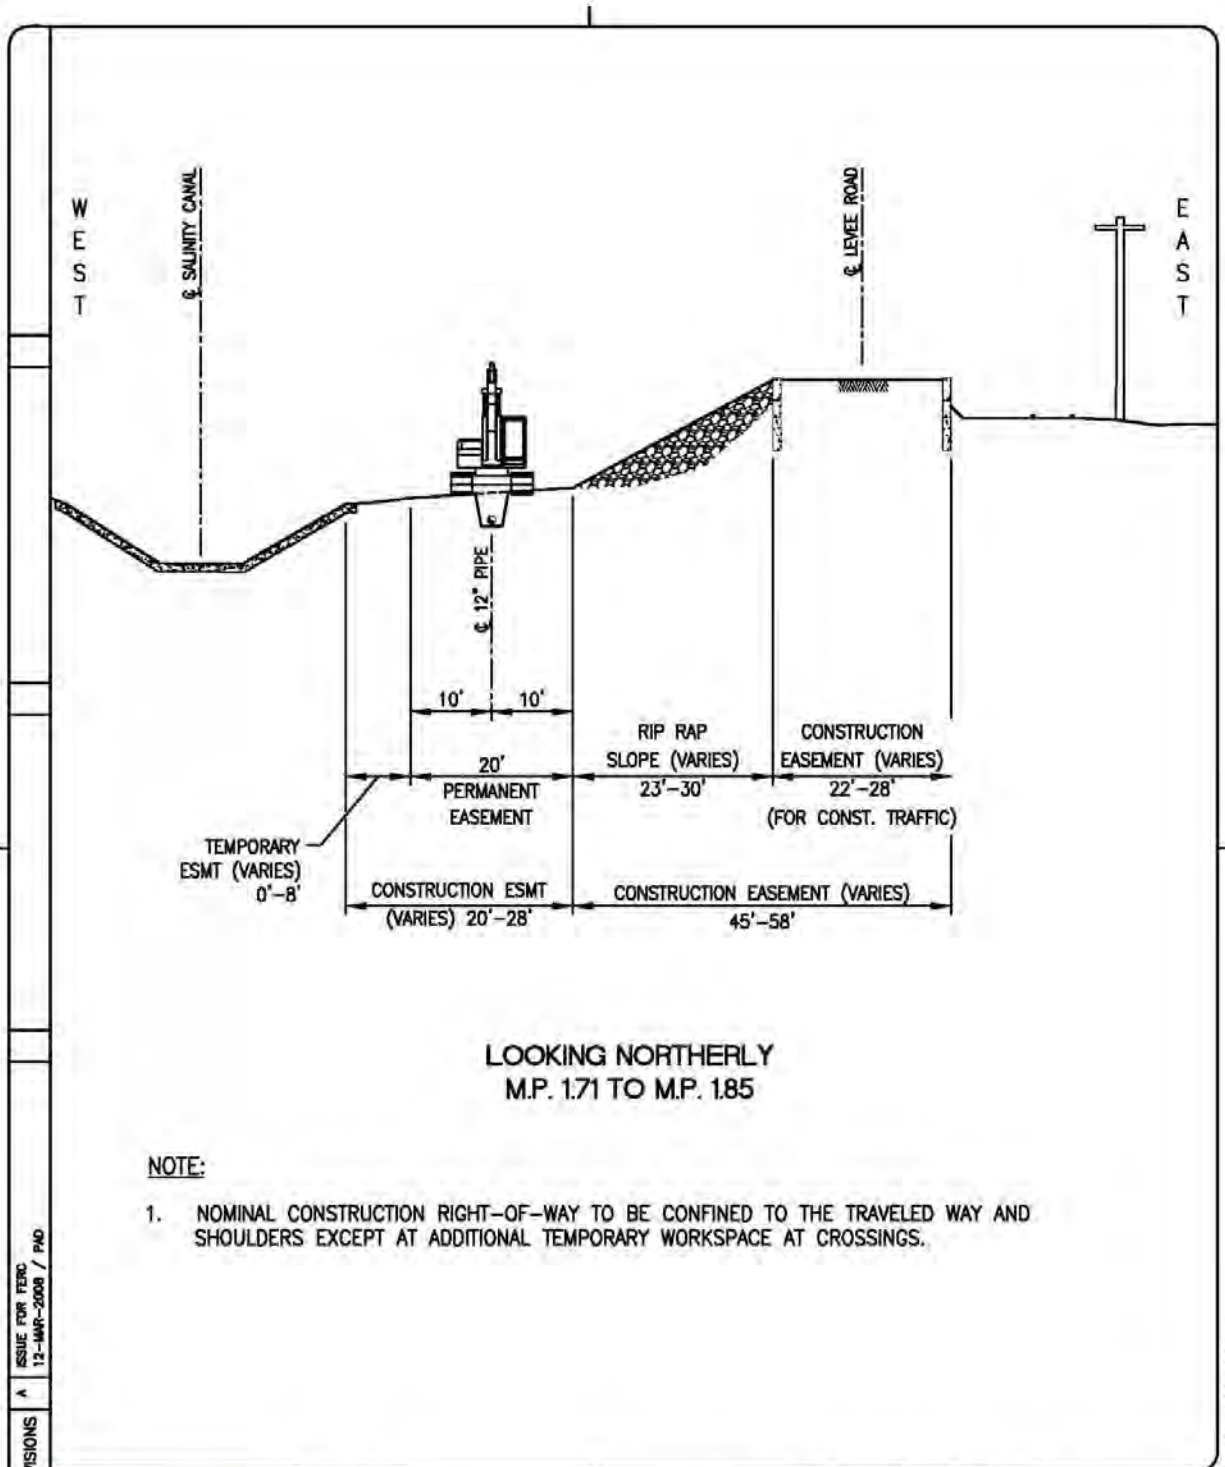 WEST
℄ SALINITY CANAL
℄ LEVEE ROAD
EAST
℄ 12" PIPE
10'
10'
20'
PERMANENT
EASEMENT
RIP RAP
SLOPE (VARIES)
23'-30'
CONSTRUCTION
EASEMENT (VARIES)
22'-28'
(FOR CONST. TRAFFIC)
TEMPORARY
ESMT (VARIES)
0'-8'
CONSTRUCTION ESMT
(VARIES) 20'-28'
CONSTRUCTION EASEMENT (VARIES)
45'-58'
LOOKING NORTHERLY
M.P. 1.71 TO M.P. 1.85
NOTE:
1. NOMINAL CONSTRUCTION RIGHT-OF-WAY TO BE CONFINED TO THE TRAVELED WAY AND
SHOULDERS EXCEPT AT ADDITIONAL TEMPORARY WORKSPACE AT CROSSINGS.
ISSUE FOR FERC
12-MAR-2008 / PAD
A